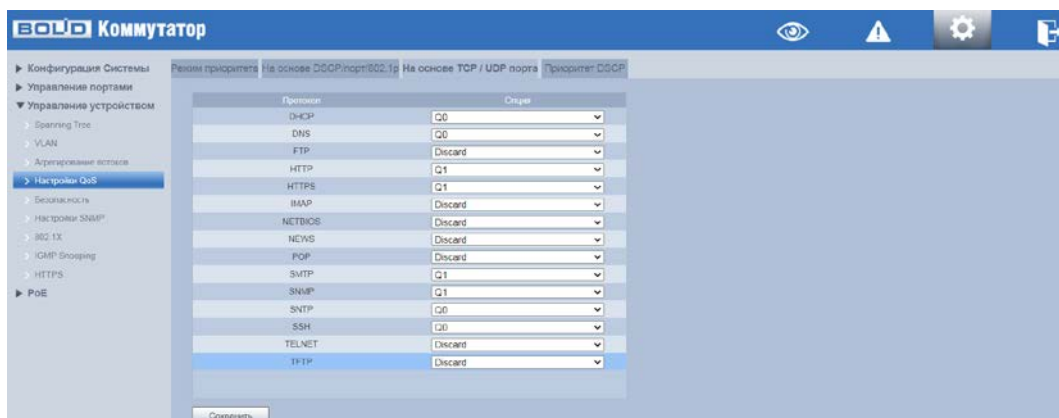 BOLID Коммутатор
Конфигурация Системы
Управление портами
Управление устройством
Spanning Tree
VLAN
Агрегирование потоков
Настройки QoS
Безопасность
Настройки SNMP
802.1X
IGMP Snooping
HTTPS
PoE
Режим приоритета На основе DSCP/порт/802.1p На основе TCP / UDP порта Приоритет DSCP
Протокол Опция
DHCP Q0
DNS Q0
FTP Discard
HTTP Q1
HTTPS Q1
IMAP Discard
NETBIOS Discard
NEWS Discard
POP Discard
SMTP Q1
SNMP Q1
SNTP Q0
SSH Q0
TELNET Discard
TFTP Discard
Сохранить